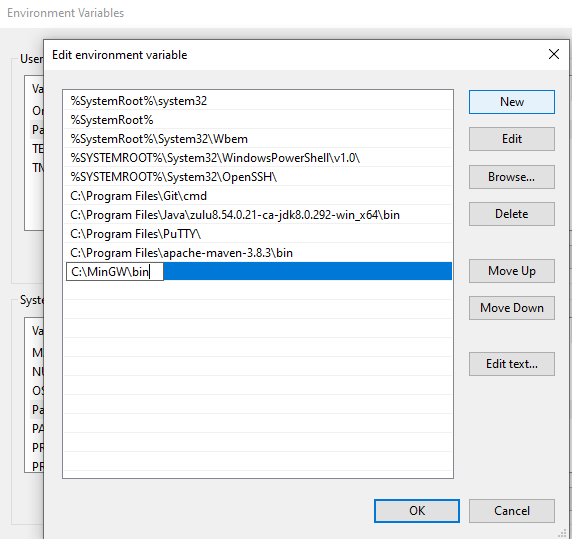 Environment Variables
Edit environment variable
User
Va
Pa
TE
%SystemRoot%\system32
%SystemRoot%
%SystemRoot%\System32\Wbem
%SYSTEMROOT%\System32\WindowsPowerShell\v1.0\
%SYSTEMROOT%\System32\OpenSSH\
C:\Program Files\Git\cmd
C:\Program Files\Java\zulu8.54.0.21-ca-jdk8.0.292-win_x64\bin
C:\Program Files\PuTTY\
C:\Program Files\apache-maven-3.8.3\bin
C:\MinGW\bin
New
Edit
Browse...
Delete
Move Up
Move Down
Edit text...
Syste
Va
NU
OS
Pa
PA
PR
PR
OK
Cancel